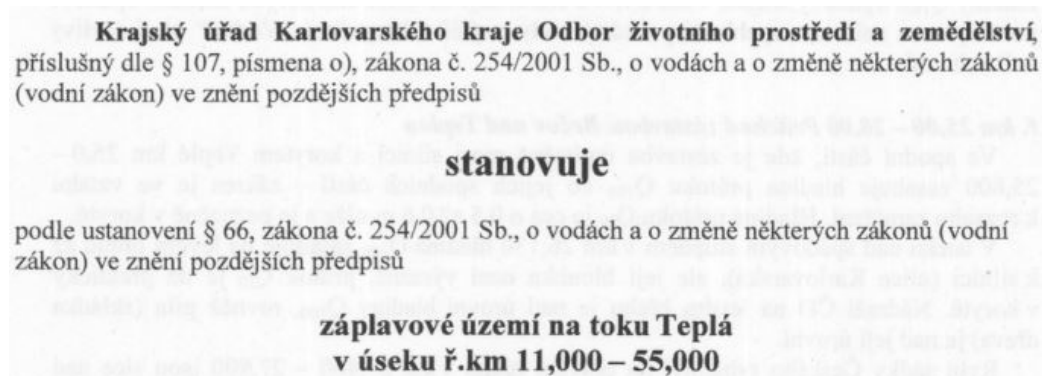 Krajský úřad Karlovarského kraje Odbor životního prostředí a zemědělství,
příslušný dle § 107, písmena o), zákona č. 254/2001 Sb., o vodách a o změně některých zákonů
(vodní zákon) ve znění pozdějších předpisů
stanovuje
podle ustanovení § 66, zákona č. 254/2001 Sb., o vodách a o změně některých zákonů (vodní
zákon) ve znění pozdějších předpisů
záplavové území na toku Teplá
v úseku ř.km 11,000 – 55,000